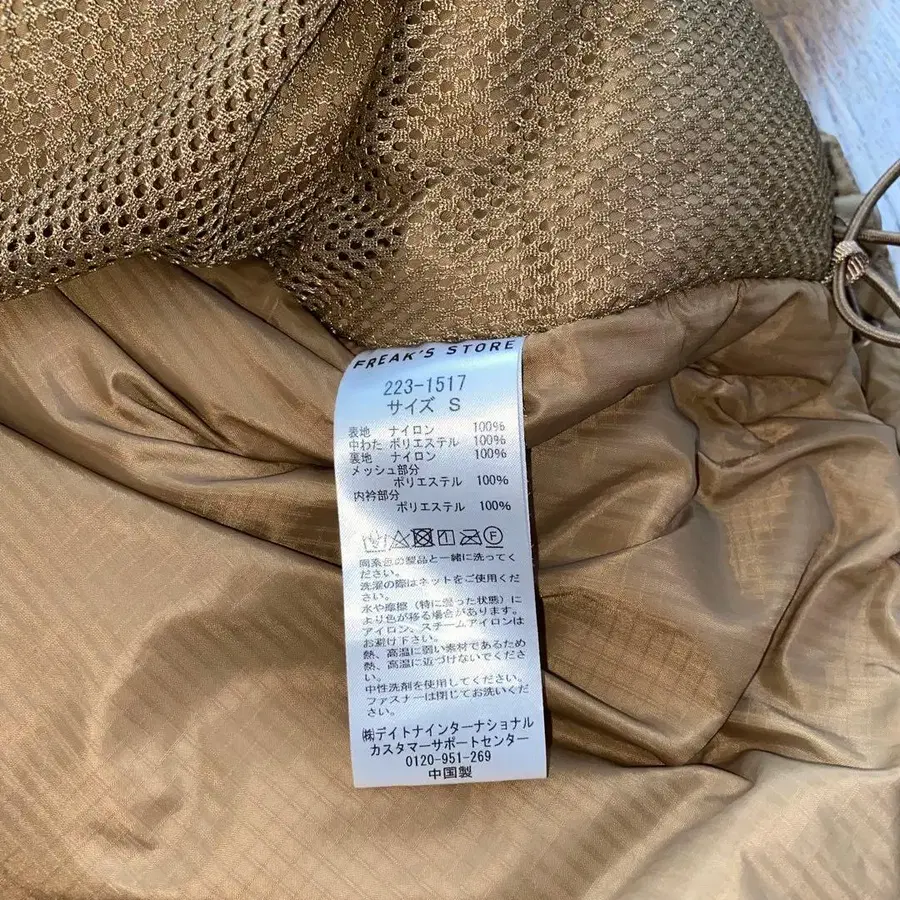 FREAK'S STORE
223-1517
サイズ S
表地 ナイロン 100%
中わた ポリエステル 100%
裏地 ナイロン 100%
メッシュ部分
ポリエステル 100%
内衿部分
ポリエステル 100%
F
同系色の製品と一緒に洗ってく
ださい。
洗濯の際はネットをご使用くだ
さい。
水や摩擦(特に湿った状態)に
より色が移る場合があります。
アイロン、スチームアイロンは
お避け下さい。
熱、高温に弱い素材であるため
熱、高温に近づけないでくださ
い。
中性洗剤を使用してください。
ファスナーは閉じてお洗いくだ
さい。
㈱デイトナインターナショナル
カスタマーサポートセンター
0120-951-269
中国製